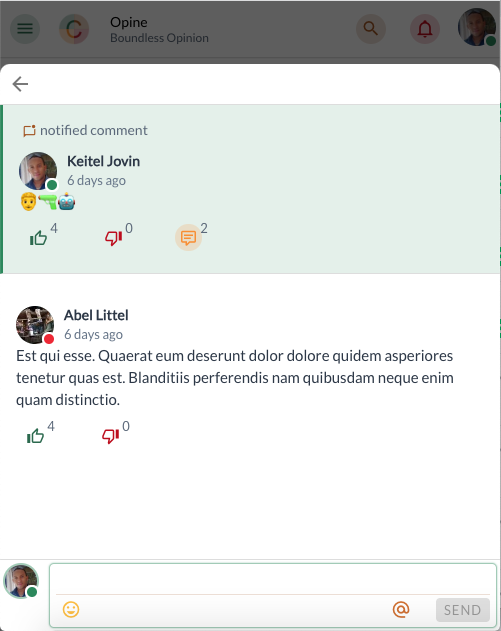 Opine
Boundless Opinion
notified comment
Keitel Jovin
6 days ago
👨🔫🤖
4
0
2
Abel Littel
6 days ago
Est qui esse. Quaerat eum deserunt dolor dolore quidem asperiores
tenetur quas est. Blanditiis perferendis nam quibusdam neque enim
quam distinctio.
4
0
SEND